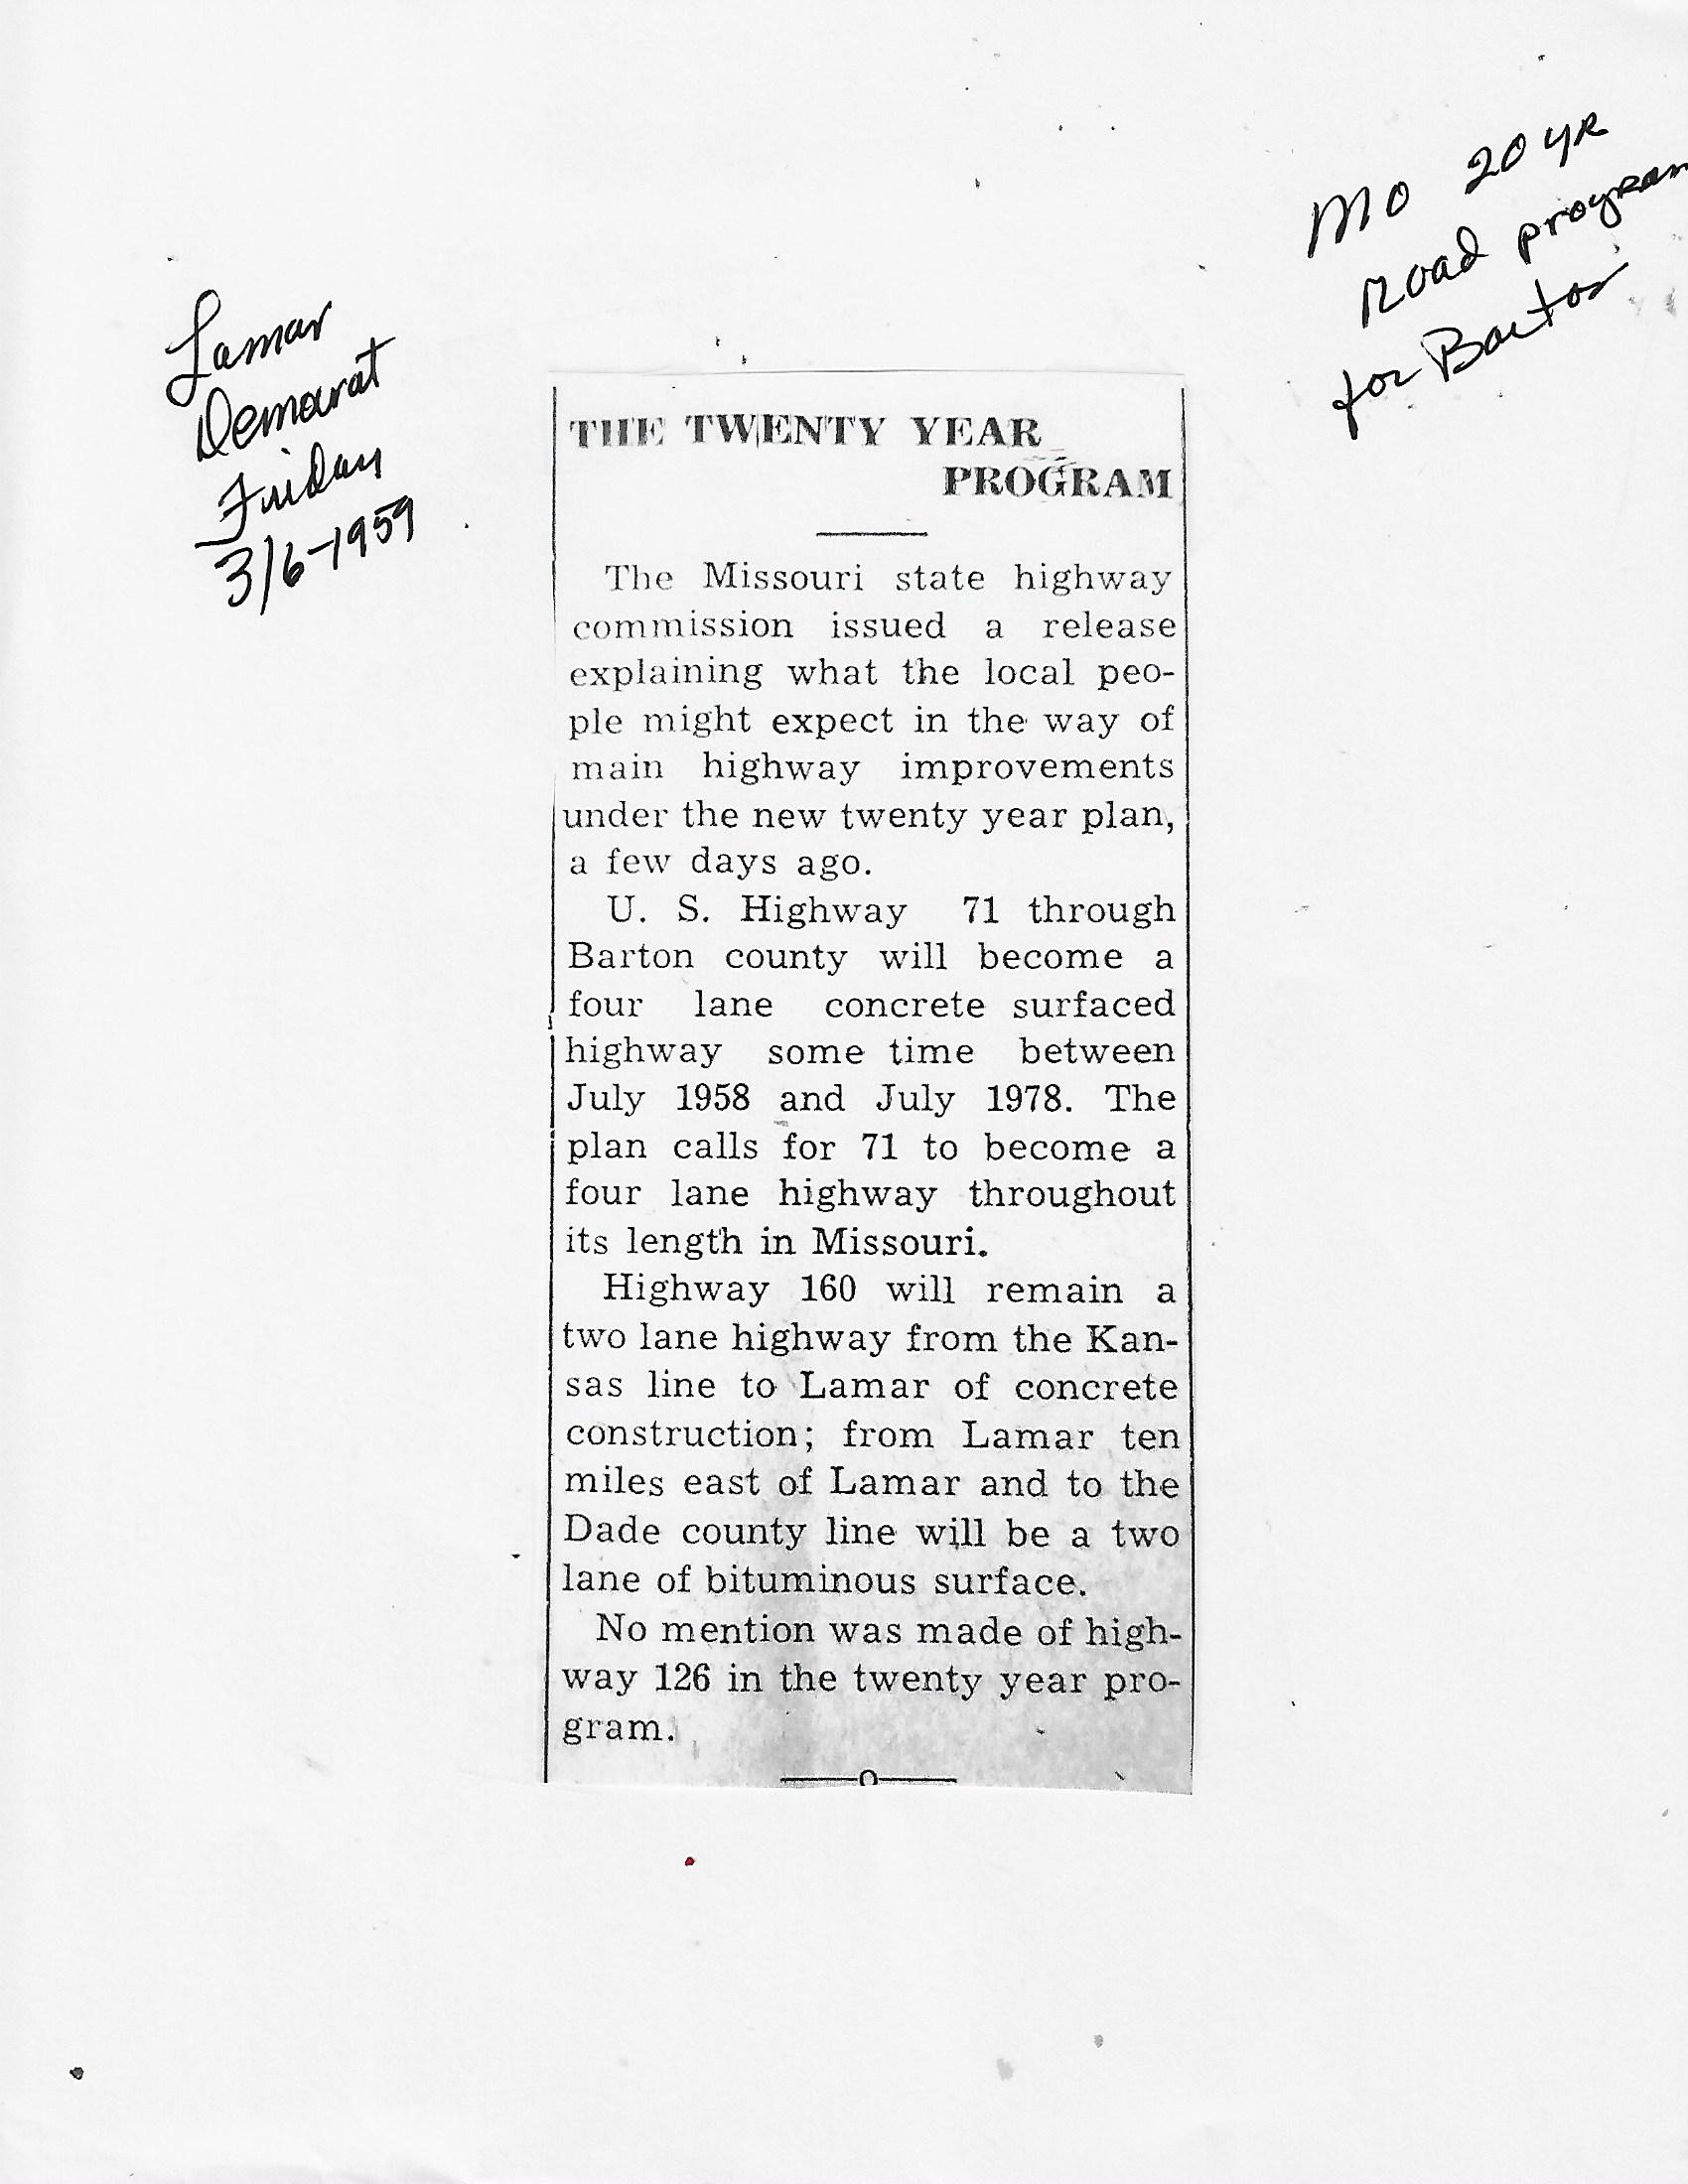 Mo 20 YR
Road program
for Barton
Lamar
Democrat
Friday
3/6-1959
THE TWENTY YEAR
PROGRAM
The Missouri state highway
commission issued a release
explaining what the local peo-
ple might expect in the way of
main highway improvements
under the new twenty year plan,
a few days ago.
U. S. Highway 71 through
Barton county will become a
four lane concrete surfaced
highway some time between
July 1958 and July 1978. The
plan calls for 71 to become a
four lane highway throughout
its length in Missouri.
Highway 160 will remain a
two lane highway from the Kan-
sas line to Lamar of concrete
construction; from Lamar ten
miles east of Lamar and to the
Dade county line will be a two
lane of bituminous surface.
No mention was made of high-
way 126 in the twenty year pro-
gram.